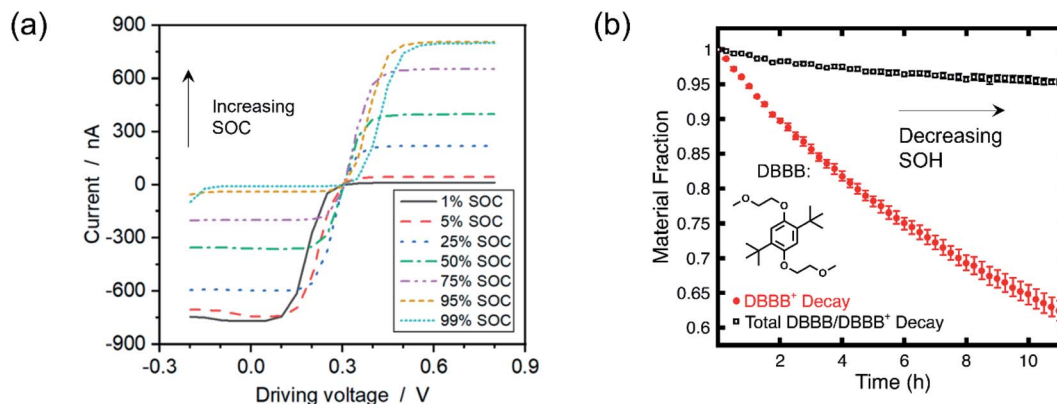 (a)
900
600
300
0
-300
-600
-900
Current / nA
-0.3
0.0
0.3
0.6
0.9
Driving voltage / V
Increasing
SOC
1% SOC
5% SOC
25% SOC
50% SOC
75% SOC
95% SOC
99% SOC
(b)
1
0.95
0.9
0.85
0.8
0.75
0.7
0.65
0.6
Material Fraction
0
2
4
6
8
10
Time (h)
Decreasing
SOH
DBBB:
O
O
O
O
DBBB⁺ Decay
Total DBBB/DBBB⁺ Decay